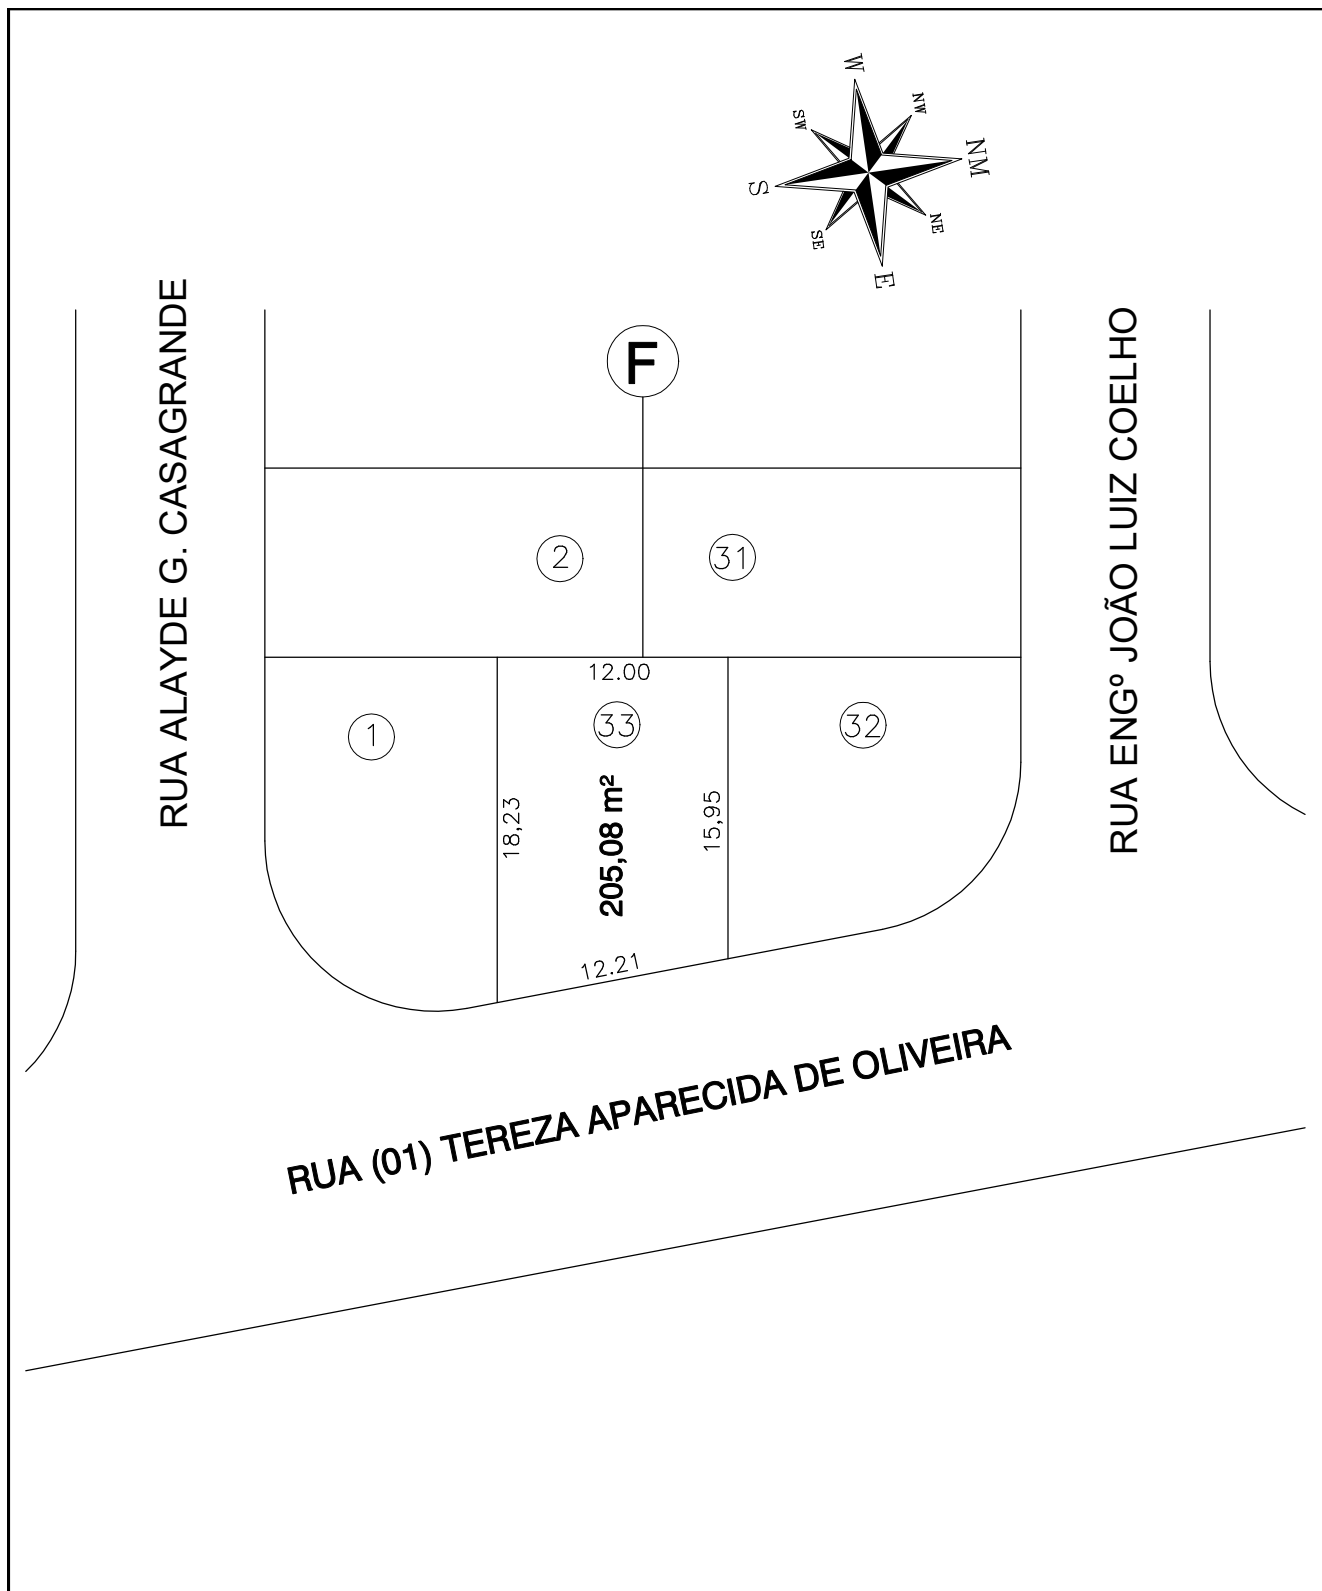 W
NW
SW
NM
S
NE
SE
E
RUA ALAYDE G. CASAGRANDE
F
RUA ENGº JOÃO LUIZ COELHO
2
31
12.00
1
33
32
18,23
205,08 m²
15,95
12.21
RUA (01) TEREZA APARECIDA DE OLIVEIRA